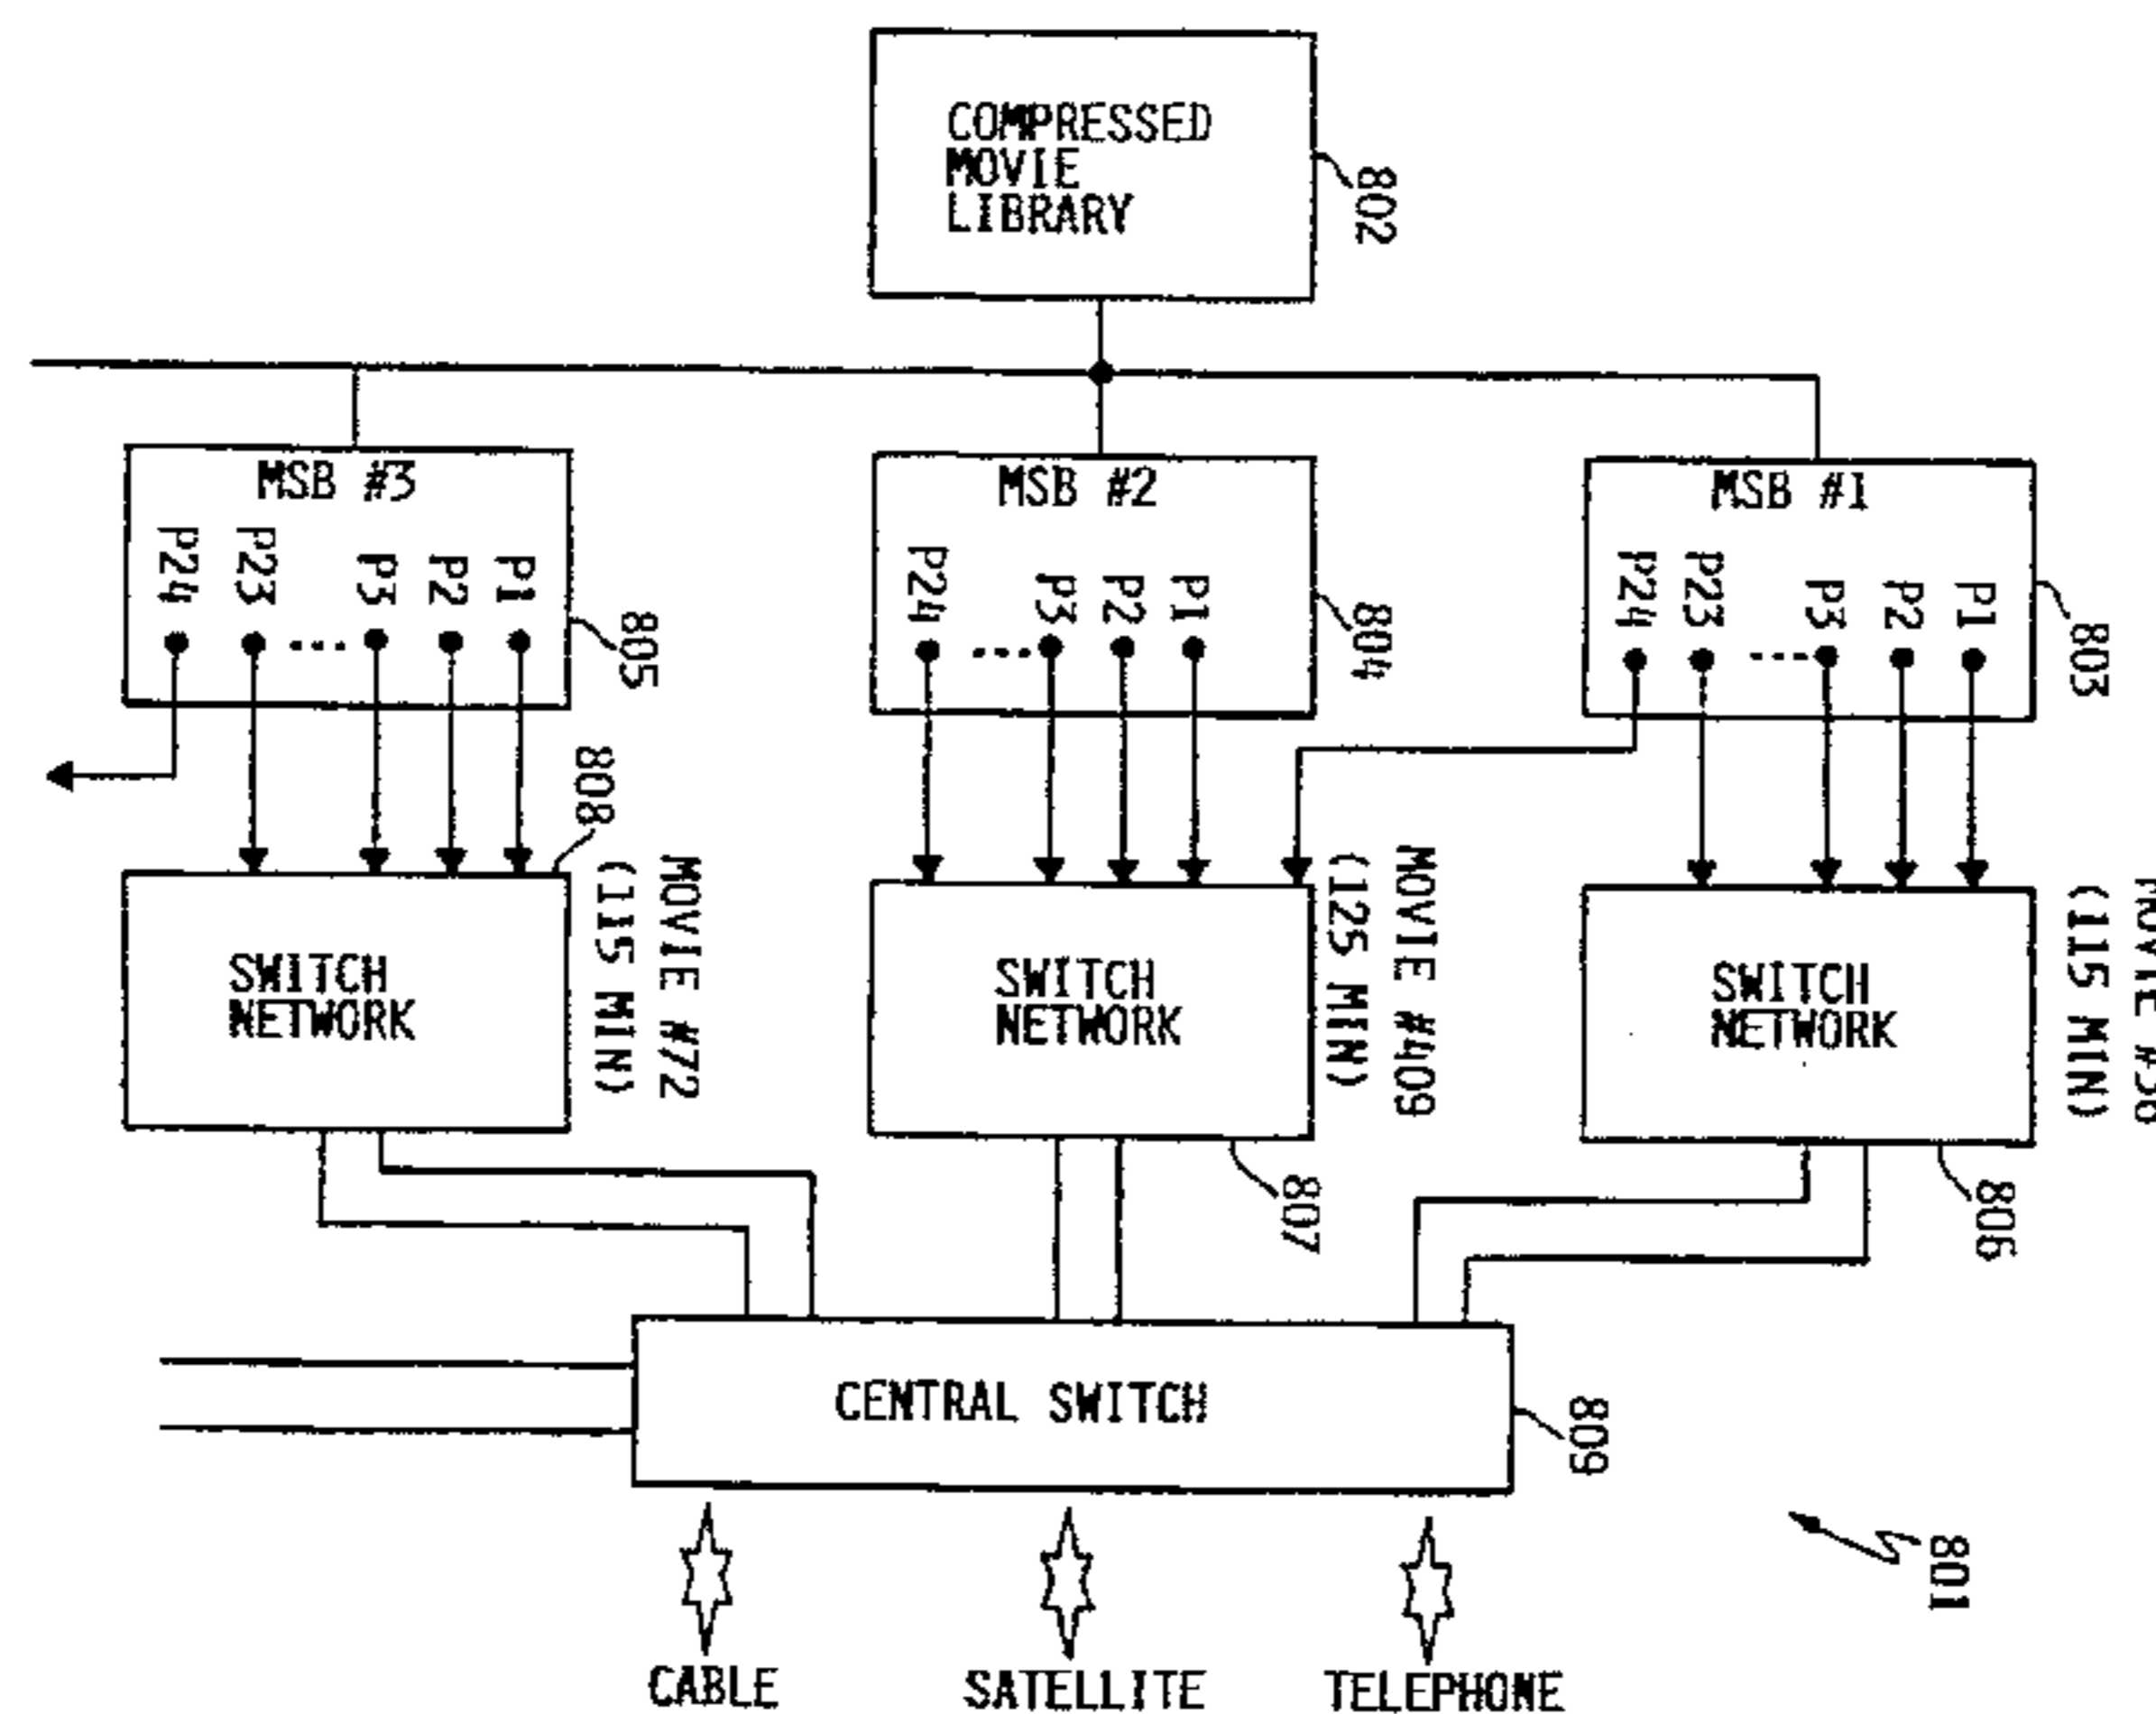 COMPRESSED
MOVIE
LIBRARY
802
MSB #3
P24
P23
P3
P2
P1
805
MSB #2
P24
P3
P2
P1
804
MSB #1
P24
P23
P3
P2
P1
803
808
SWITCH
NETWORK
MOVIE #72
(115 MIN)
SWITCH
NETWORK
MOVIE #409
(125 MIN)
807
SWITCH
NETWORK
(115 MIN)
806
CENTRAL SWITCH
809
801
CABLE
SATELLITE
TELEPHONE